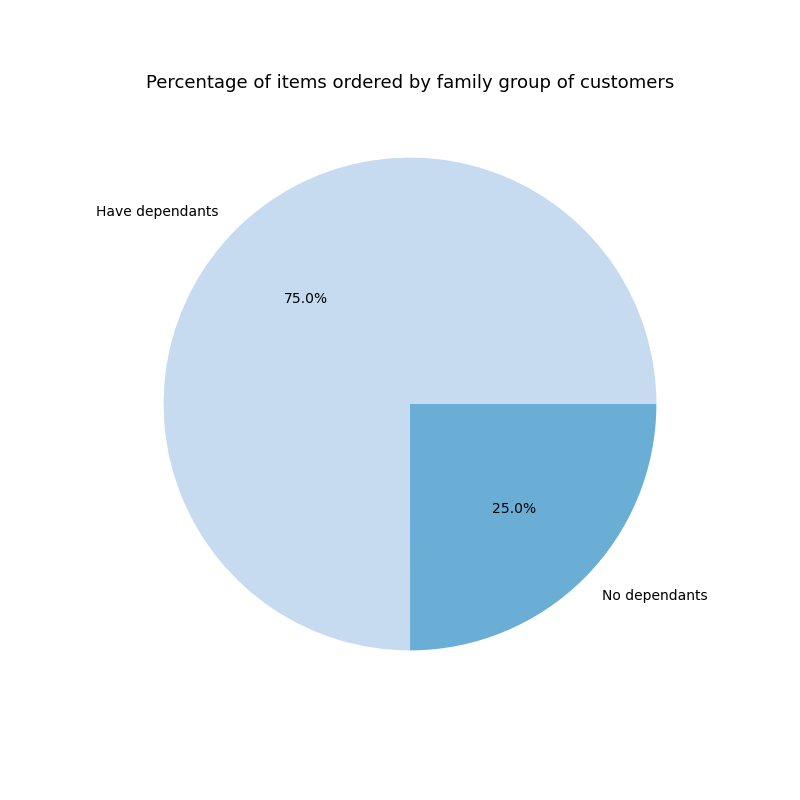 Percentage of items ordered by family group of customers
Have dependants
75.0%
25.0%
No dependants